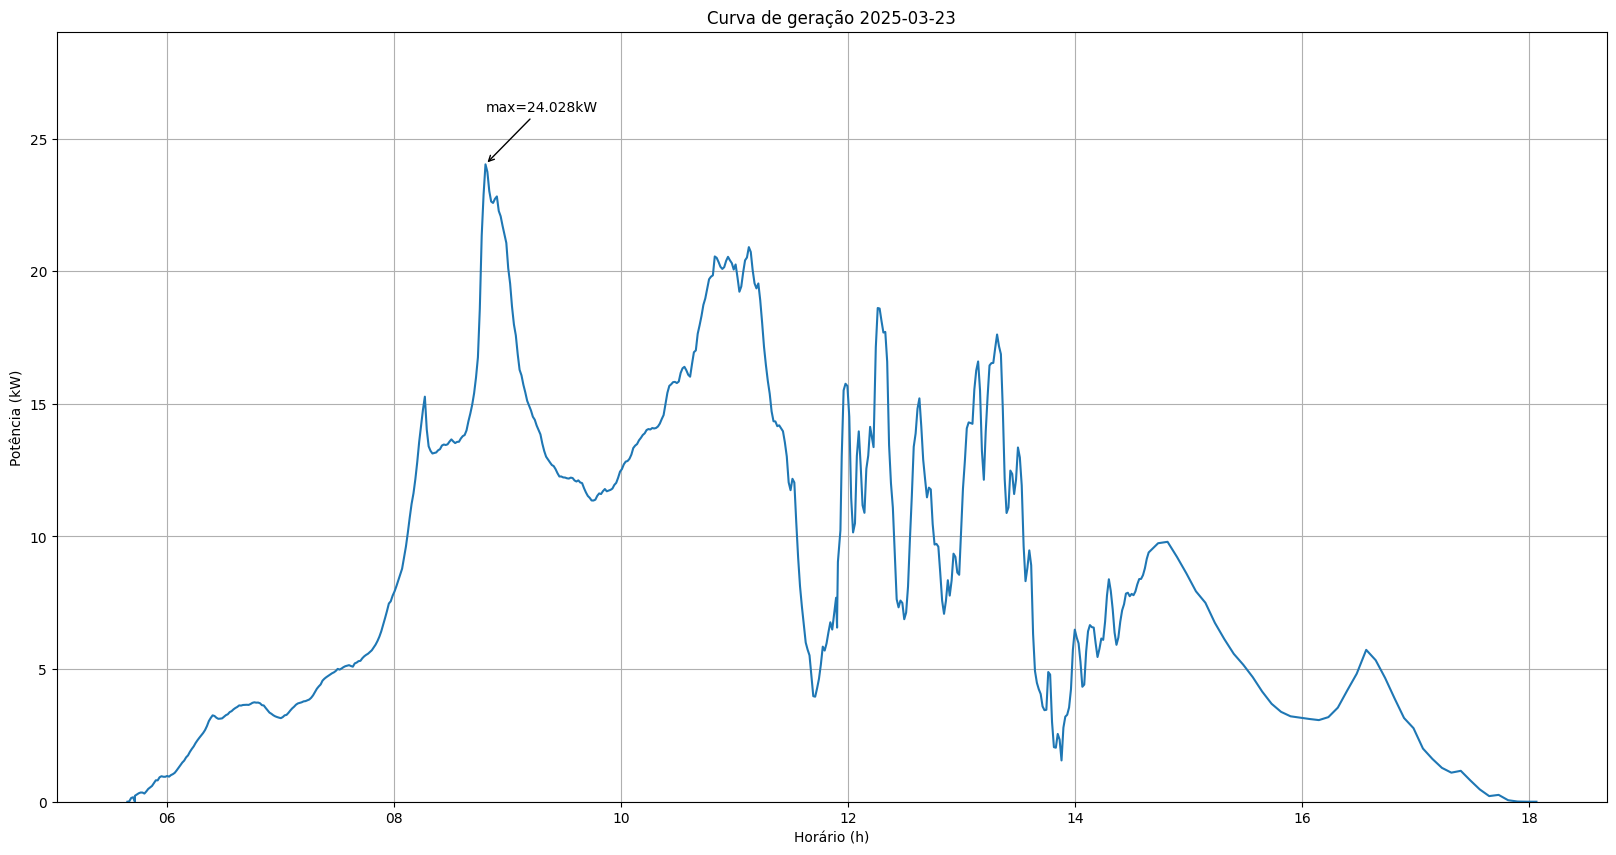 Curva de geração 2025-03-23
max=24.028kW
Potência (kW)
25
20
15
10
5
0
06 08 10 12 14 16 18
Horário (h)